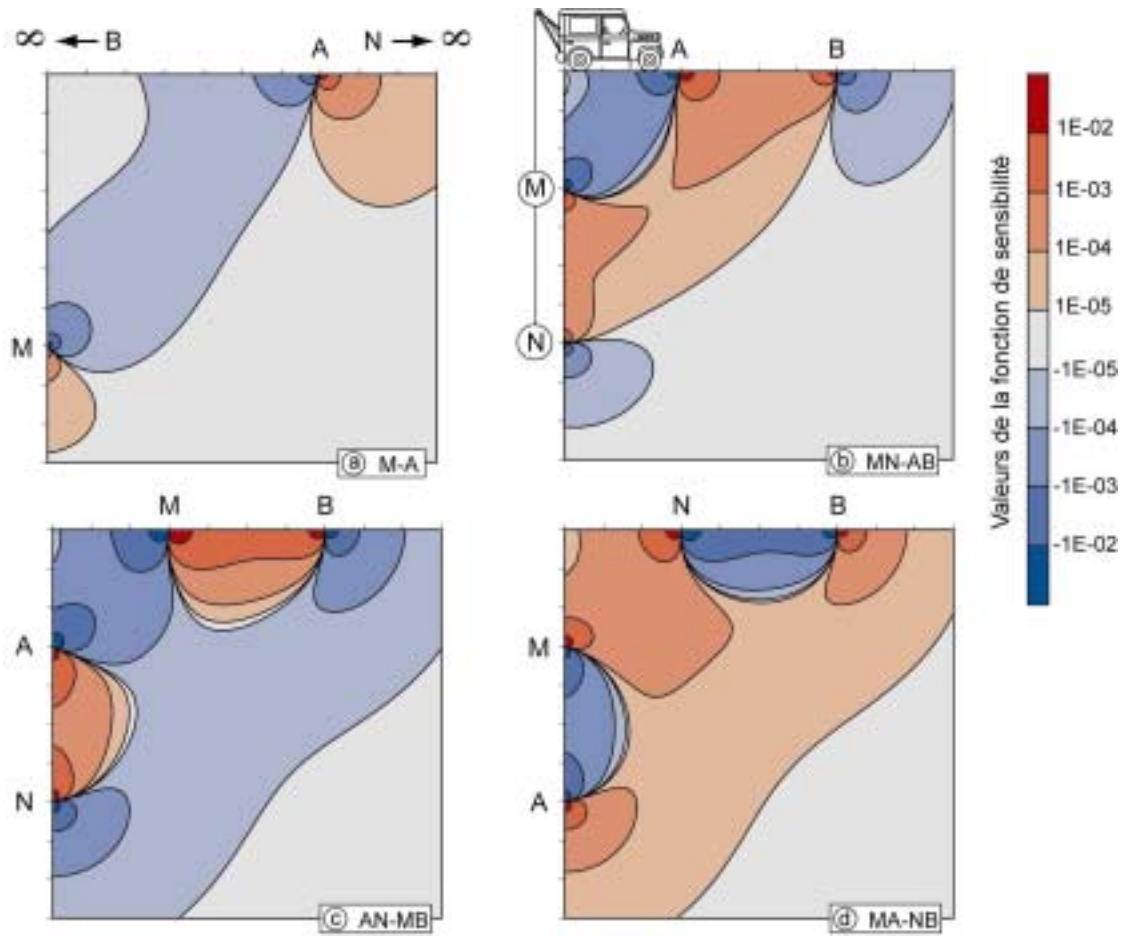 ∞ ← B A N → ∞
M
ⓐ M-A
A B
M
N
ⓑ MN-AB
Valeurs de la fonction de sensibilité
1E-02
1E-03
1E-04
1E-05
-1E-05
-1E-04
-1E-03
-1E-02
M B
A
N
ⓒ AN-MB
N B
M
A
ⓓ MA-NB